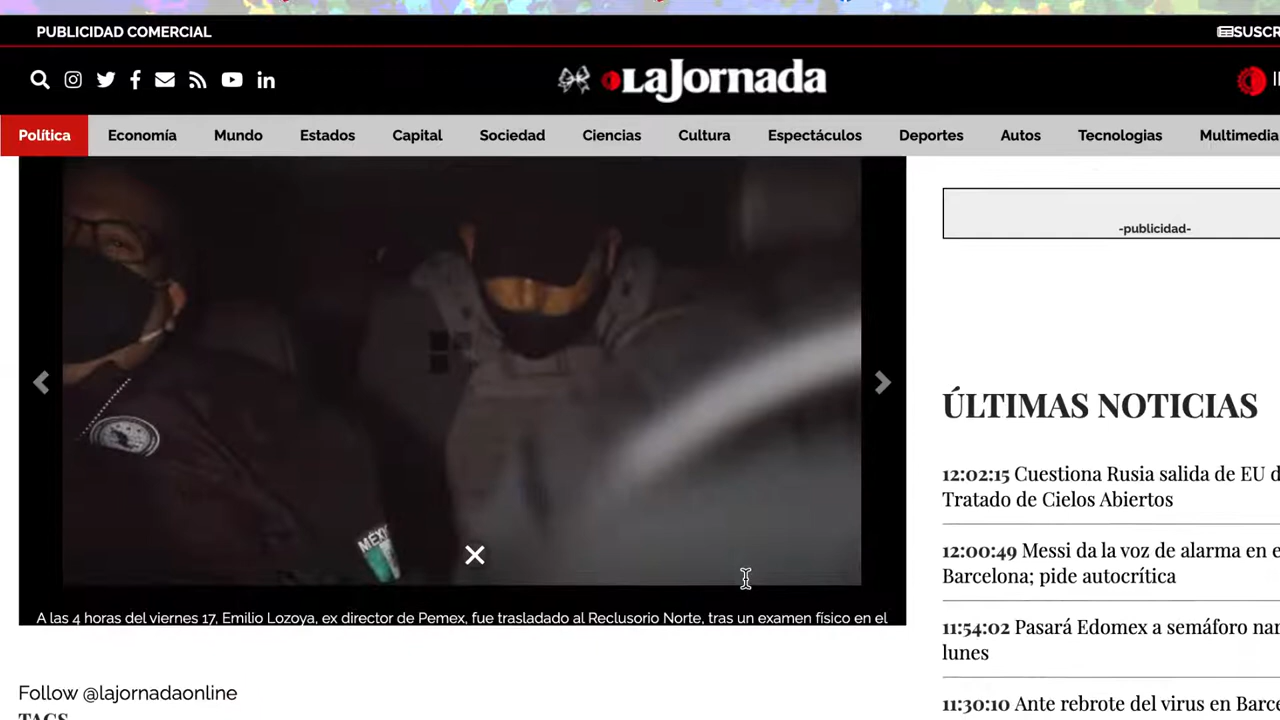 PUBLICIDAD COMERCIAL
SUSCR
LaJornada
Política Economía Mundo Estados Capital Sociedad Ciencias Cultura Espectáculos Deportes Autos Tecnologias Multimedia
-publicidad-
MÉXI
A las 4 horas del viernes 17, Emilio Lozoya, ex director de Pemex, fue trasladado al Reclusorio Norte, tras un examen físico en el
ÚLTIMAS NOTICIAS
12:02:15 Cuestiona Rusia salida de EU d
Tratado de Cielos Abiertos
12:00:49 Messi da la voz de alarma en e
Barcelona; pide autocrítica
11:54:02 Pasará Edomex a semáforo nar
lunes
11:30:10 Ante rebrote del virus en Barce
Follow @lajornadaonline
TAGS